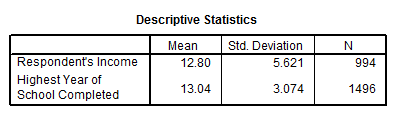 Descriptive Statistics
Mean Std. Deviation N
Respondent's Income 12.80 5.621 994
Highest Year of
School Completed 13.04 3.074 1496